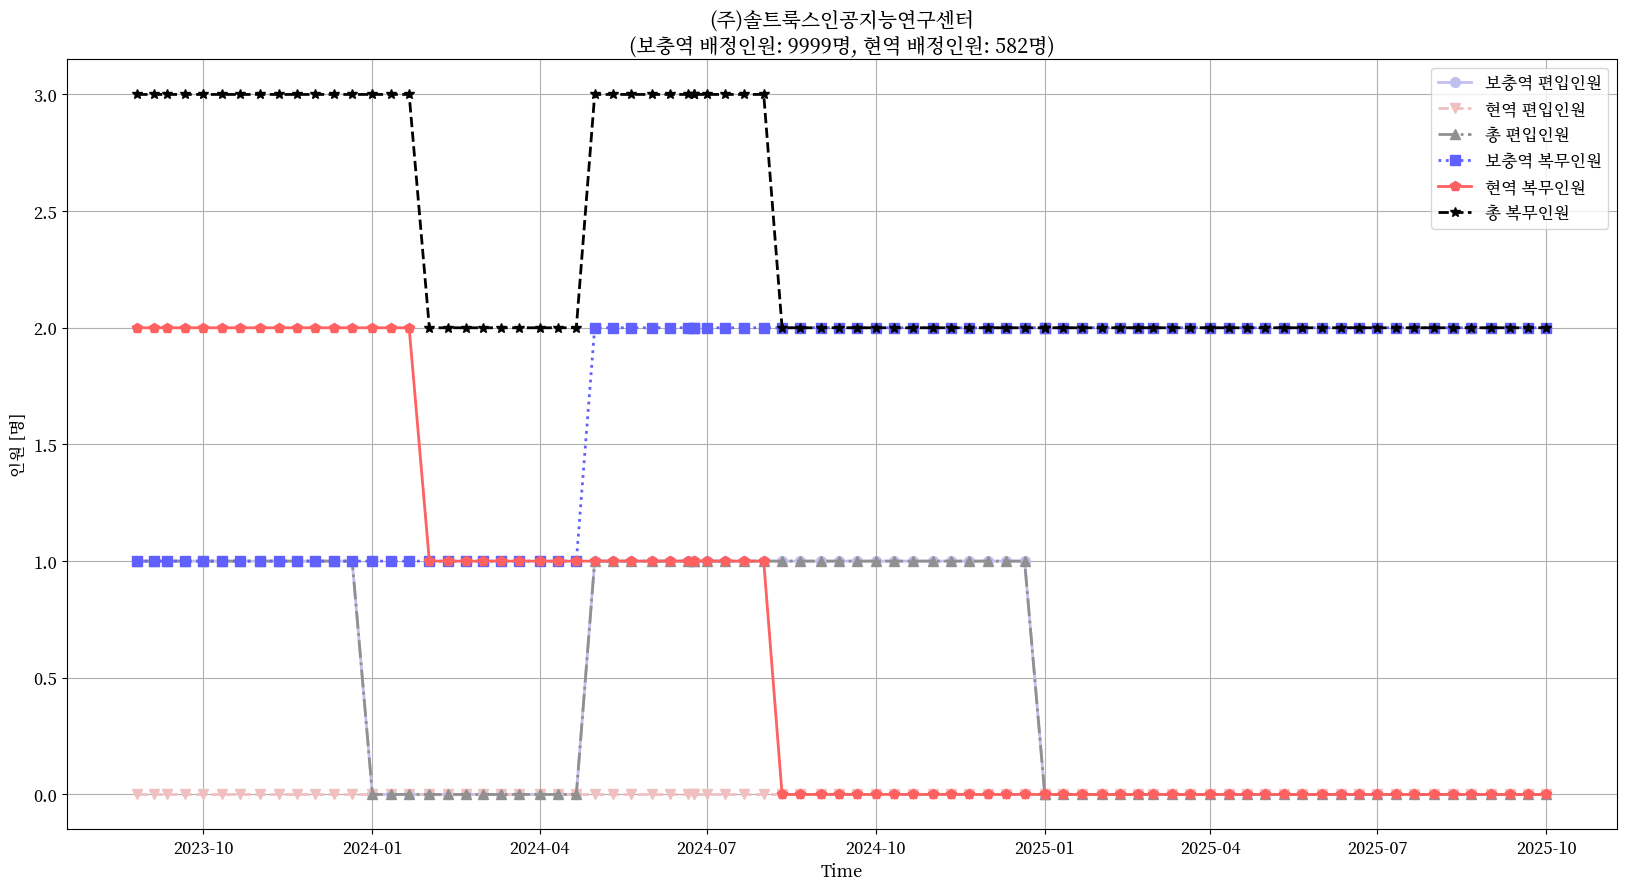 (주)솔트룩스인공지능연구센터
(보충역 배정인원: 9999명, 현역 배정인원: 582명)
보충역 편입인원
현역 편입인원
총 편입인원
보충역 복무인원
현역 복무인원
총 복무인원
인원 [명]
3.0
2.5
2.0
1.5
1.0
0.5
0.0
2023-10 2024-01 2024-04 2024-07 2024-10 2025-01 2025-04 2025-07 2025-10
Time